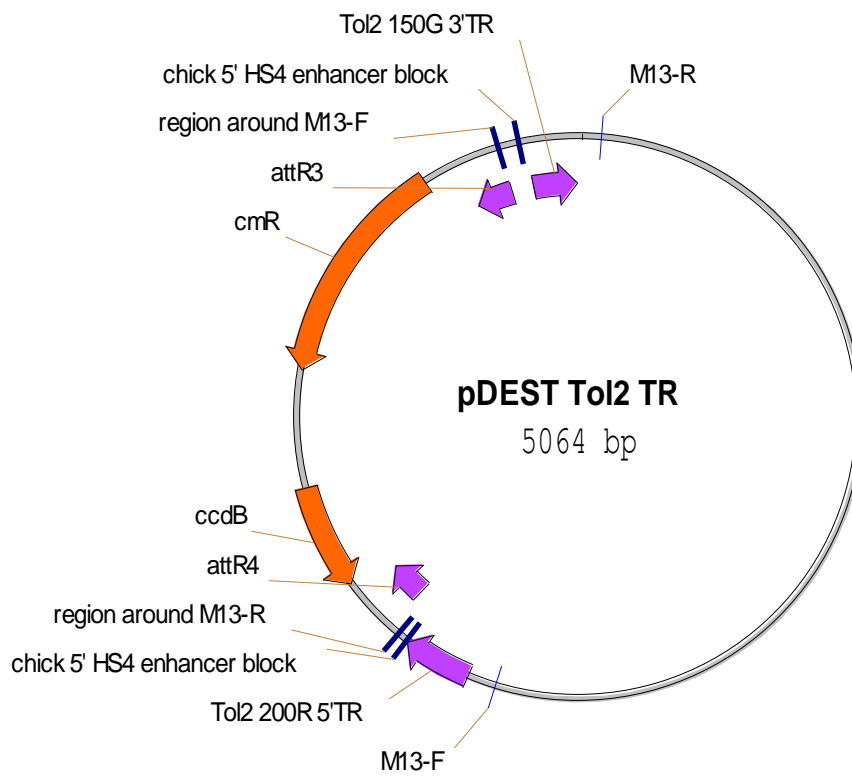 Tol2 150G 3'TR
chick 5' HS4 enhancer block
M13-R
region around M13-F
attR3
cmR
pDEST Tol2 TR
5064 bp
ccdB
attR4
region around M13-R
chick 5' HS4 enhancer block
Tol2 200R 5'TR
M13-F